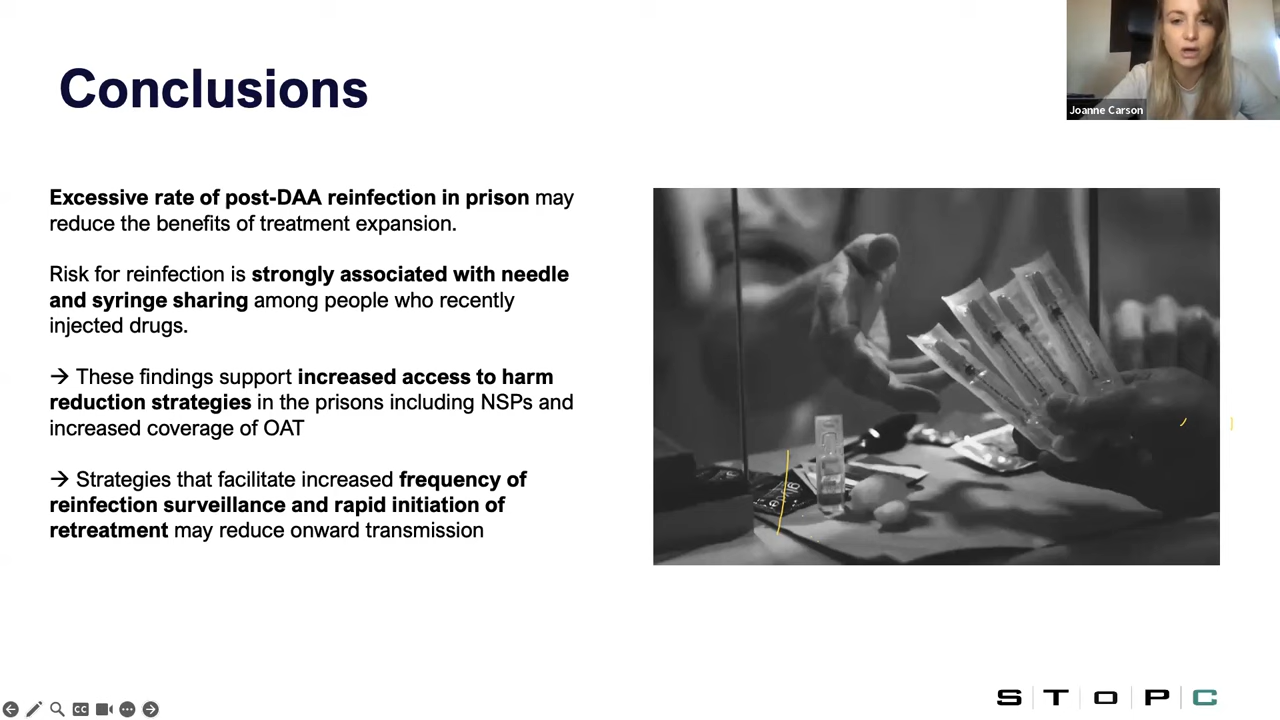 Conclusions
Joanne Carson
Excessive rate of post-DAA reinfection in prison may
reduce the benefits of treatment expansion.
Risk for reinfection is strongly associated with needle
and syringe sharing among people who recently
injected drugs.
→ These findings support increased access to harm
reduction strategies in the prisons including NSPs and
increased coverage of OAT
→ Strategies that facilitate increased frequency of
reinfection surveillance and rapid initiation of
retreatment may reduce onward transmission
CC
STOP C